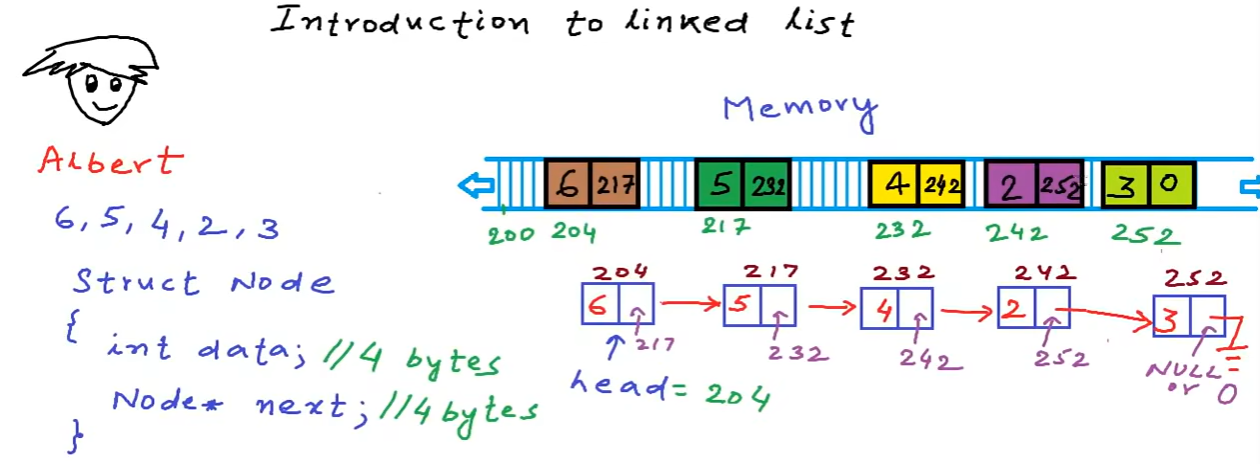 Introduction to linked list
Albert
6, 5, 4, 2, 3
Struct Node
{
int data; //4 bytes
Node* next; //4 bytes
}
Memory
6 217 5 232 4 242 2 252 3 0
200 204 217 232 242 252
204 217 232 242 252
6 5 4 2 3
217 232 242 252 NULL
or 0
head = 204